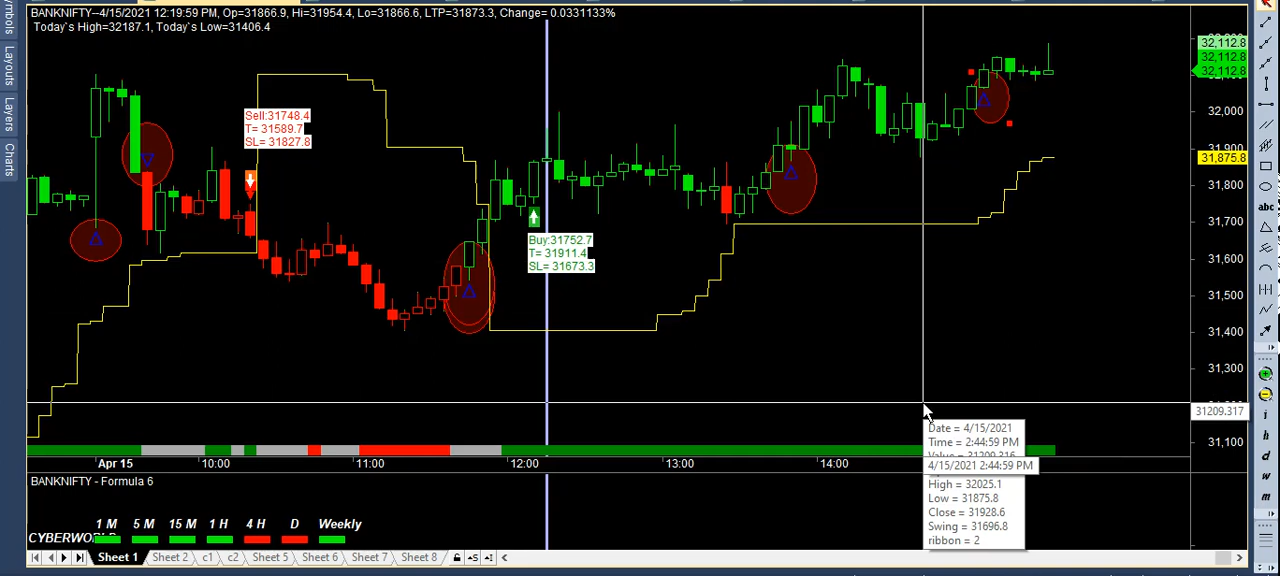 BANKNIFTY--4/15/2021 12:19:59 PM, Op=31866.9, Hi=31954.4, Lo=31866.6, LTP=31873.3, Change= 0.0331133%
Today`s High=32187.1, Today`s Low=31406.4
Layouts
Layers
Charts
Sell:31748.4
T= 31589.7
SL= 31827.8
Buy:31752.7
T= 31911.4
SL= 31673.3
32,112.8
32,112.8
32,112.8
32,000
31,900
31,875.8
31,800
31,700
31,600
31,500
31,400
31,300
31209.317
31,100
Date = 4/15/2021
Time = 2:44:59 PM
Value = 31209.316
4/15/2021 2:44:59 PM
High = 32025.1
Low = 31875.8
Close = 31928.6
Swing = 31696.8
ribbon = 2
Apr 15 10:00 11:00 12:00 13:00 14:00
BANKNIFTY - Formula 6
1 M 5 M 15 M 1 H 4 H D Weekly
Sheet 1 Sheet 2 c1 c2 Sheet 5 Sheet 6 Sheet 7 Sheet 8
abc
i
h
d
w
m